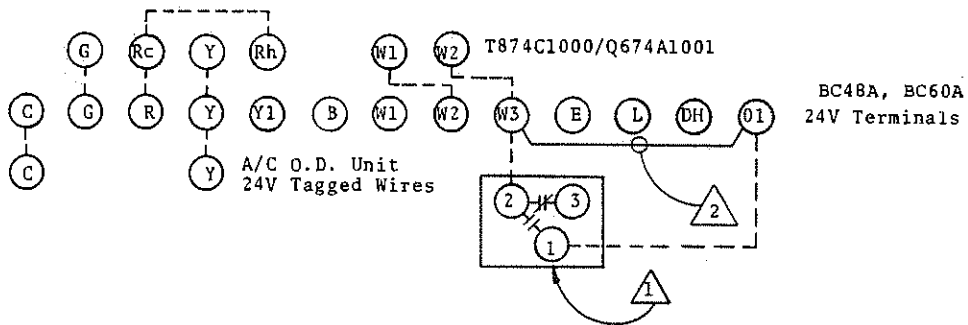 G Rc Y Rh W1 W2 T874C1000/Q674A1001
C G R Y Y1 B W1 W2 W3 E L DH 01 BC48A, BC60A
24V Terminals
C Y A/C O.D. Unit
24V Tagged Wires
2 3 2
1
1